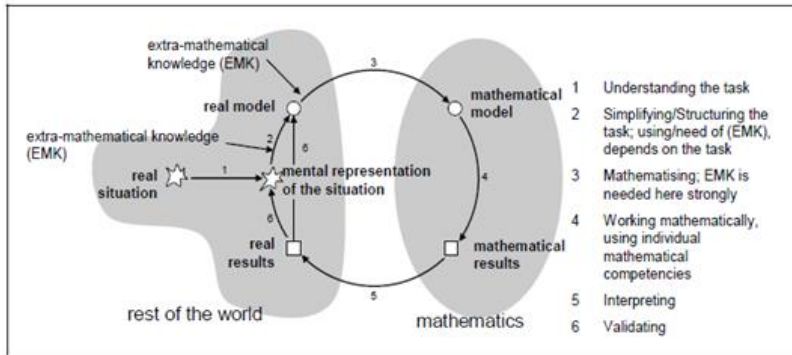 extra-mathematical
knowledge (EMK)
3
real model
mathematical
model
extra-mathematical knowledge
(EMK)
2
6
1
real
situation
mental representation
of the situation
4
6
real
results
mathematical
results
5
rest of the world
mathematics
1 Understanding the task
2 Simplifying/Structuring the
task; using/need of (EMK),
depends on the task
3 Mathematising; EMK is
needed here strongly
4 Working mathematically,
using individual
mathematical
competencies
5 Interpreting
6 Validating